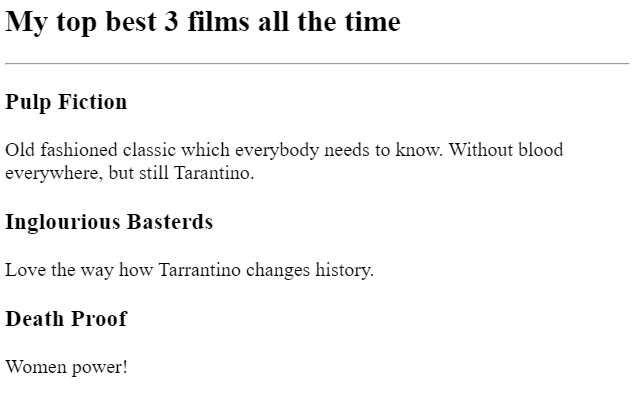 My top best 3 films all the time
Pulp Fiction
Old fashioned classic which everybody needs to know. Without blood
everywhere, but still Tarantino.
Inglourious Basterds
Love the way how Tarrantino changes history.
Death Proof
Women power!